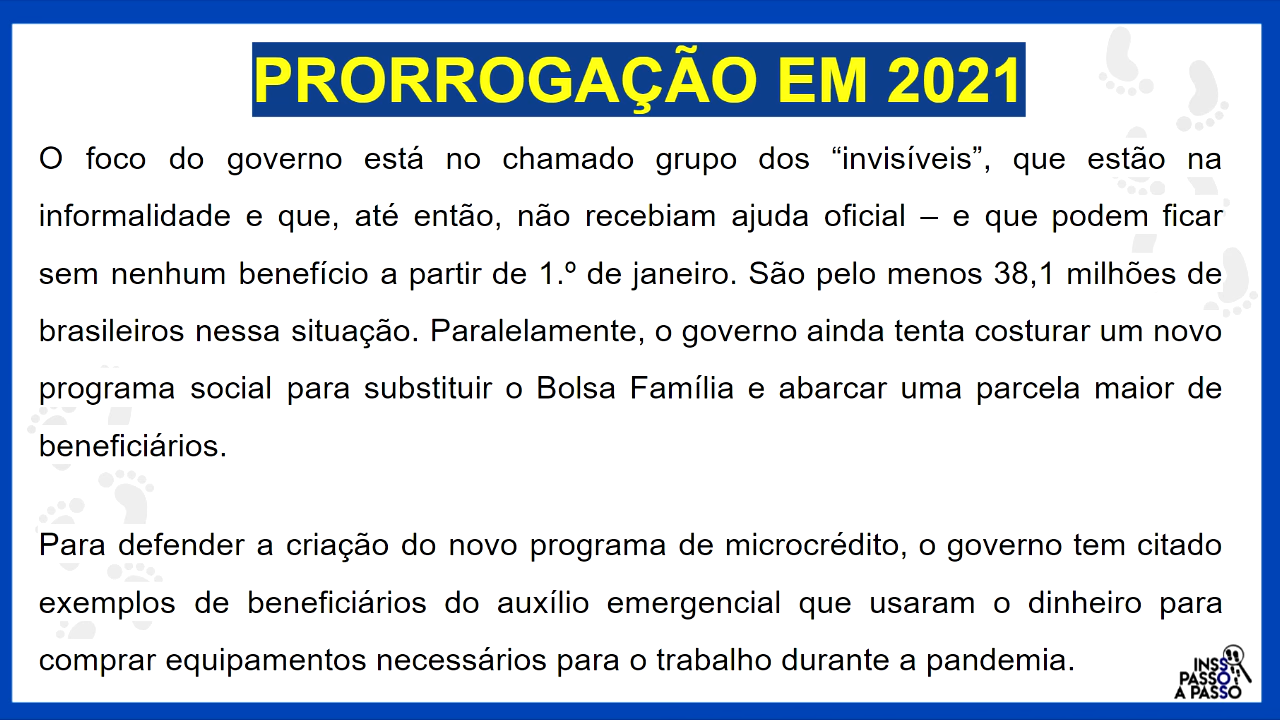 PRORROGAÇÃO EM 2021
O foco do governo está no chamado grupo dos “invisíveis”, que estão na
informalidade e que, até então, não recebiam ajuda oficial – e que podem ficar
sem nenhum benefício a partir de 1.º de janeiro. São pelo menos 38,1 milhões de
brasileiros nessa situação. Paralelamente, o governo ainda tenta costurar um novo
programa social para substituir o Bolsa Família e abarcar uma parcela maior de
beneficiários.
Para defender a criação do novo programa de microcrédito, o governo tem citado
exemplos de beneficiários do auxílio emergencial que usaram o dinheiro para
comprar equipamentos necessários para o trabalho durante a pandemia.
INSS
PASSO
A PASSO